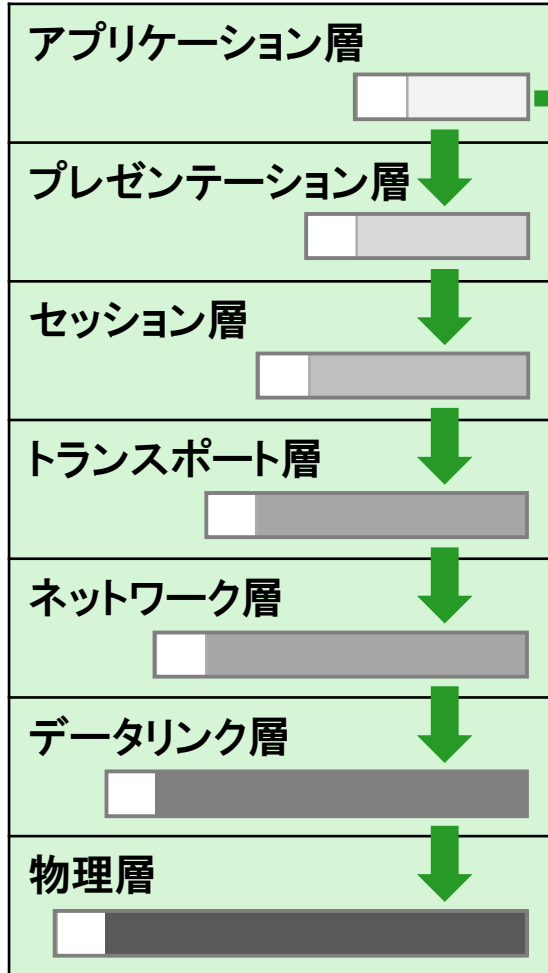 アプリケーション層
プレゼンテーション層
セッション層
トランスポート層
ネットワーク層
データリンク層
物理層